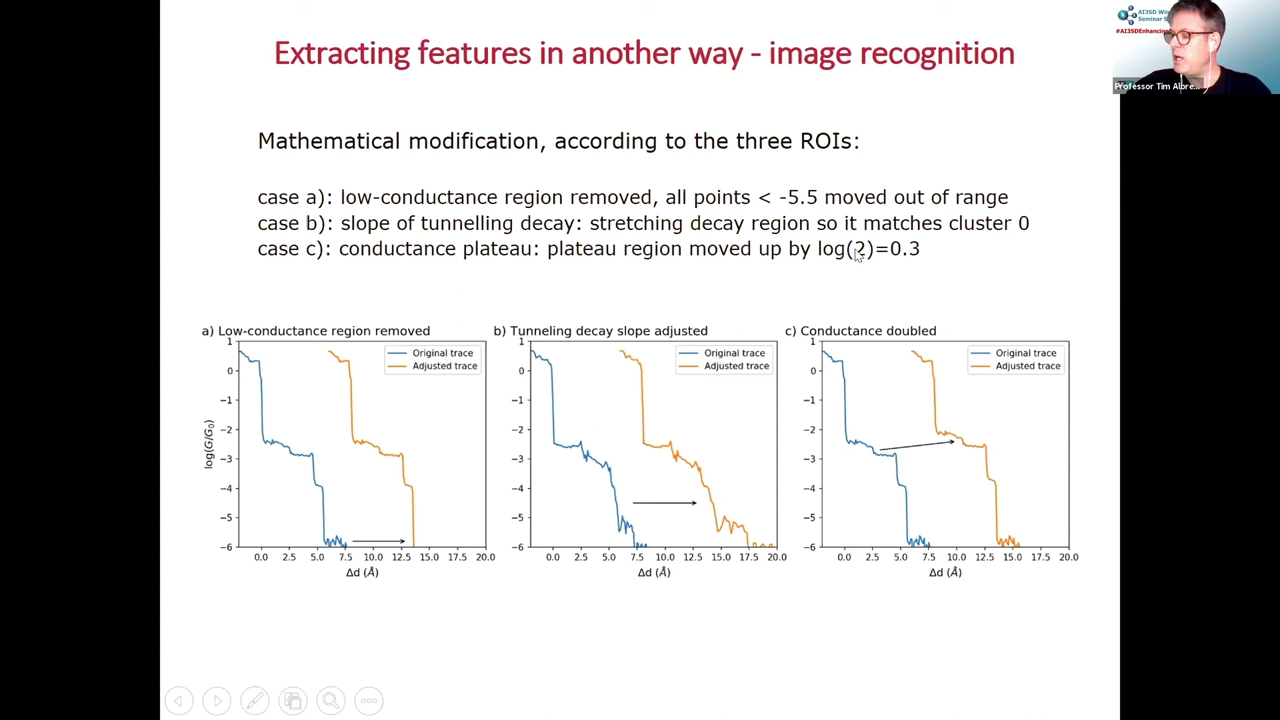 Extracting features in another way - image recognition
AI3SD Win
Seminar S
#AI3SDEnhancing
Professor Tim Albre...
Mathematical modification, according to the three ROIs:
case a): low-conductance region removed, all points < -5.5 moved out of range
case b): slope of tunnelling decay: stretching decay region so it matches cluster 0
case c): conductance plateau: plateau region moved up by log(2)=0.3
a) Low-conductance region removed
b) Tunneling decay slope adjusted
c) Conductance doubled
Original trace
Adjusted trace
Original trace
Adjusted trace
Original trace
Adjusted trace
log(G/G₀)
1
0
−1
−2
−3
−4
−5
−6
1
0
−1
−2
−3
−4
−5
−6
1
0
−1
−2
−3
−4
−5
−6
0.0 2.5 5.0 7.5 10.0 12.5 15.0 17.5 20.0
0.0 2.5 5.0 7.5 10.0 12.5 15.0 17.5 20.0
0.0 2.5 5.0 7.5 10.0 12.5 15.0 17.5 20.0
Δd (Å)
Δd (Å)
Δd (Å)